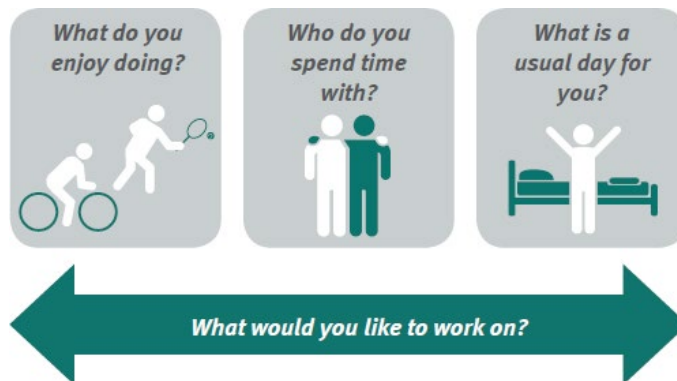 What do you
enjoy doing?
Who do you
spend time
with?
What is a
usual day for
you?
What would you like to work on?